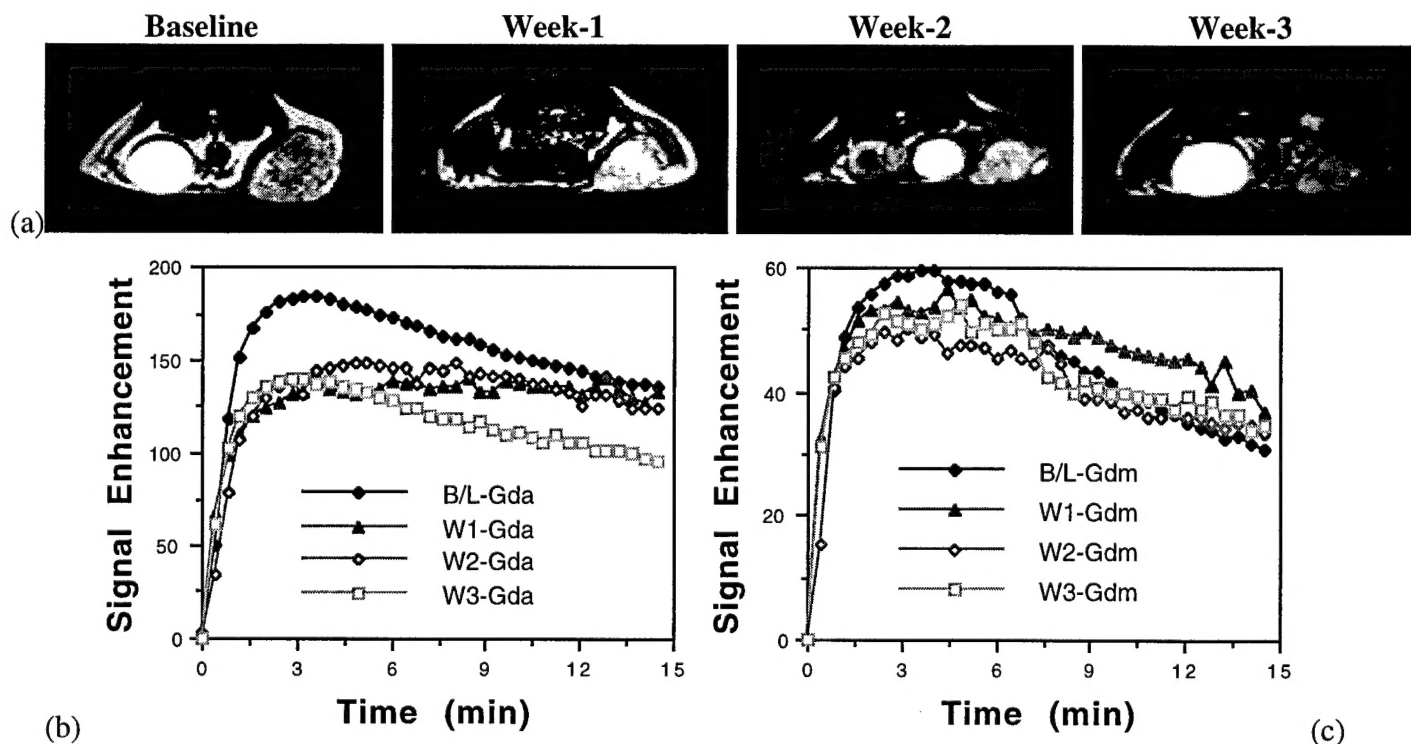 Baseline Week-1 Week-2 Week-3
(a)
200
150
100
50
0
Signal Enhancement
B/L-Gda
W1-Gda
W2-Gda
W3-Gda
0 3 6 9 12 15
Time (min)
(b)
60
40
20
0
Signal Enhancement
B/L-Gdm
W1-Gdm
W2-Gdm
W3-Gdm
0 3 6 9 12 15
Time (min)
(c)